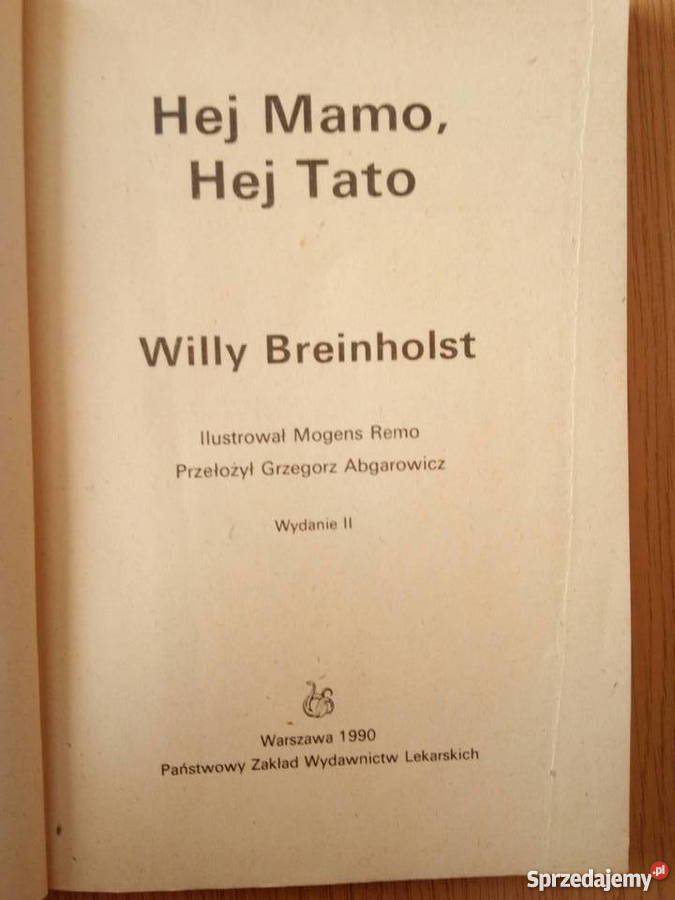 Hej Mamo,
Hej Tato
Willy Breinholst
Ilustrował Mogens Remo
Przełożył Grzegorz Abgarowicz
Wydanie II
Warszawa 1990
Państwowy Zakład Wydawnictw Lekarskich
Sprzedajemy.pl